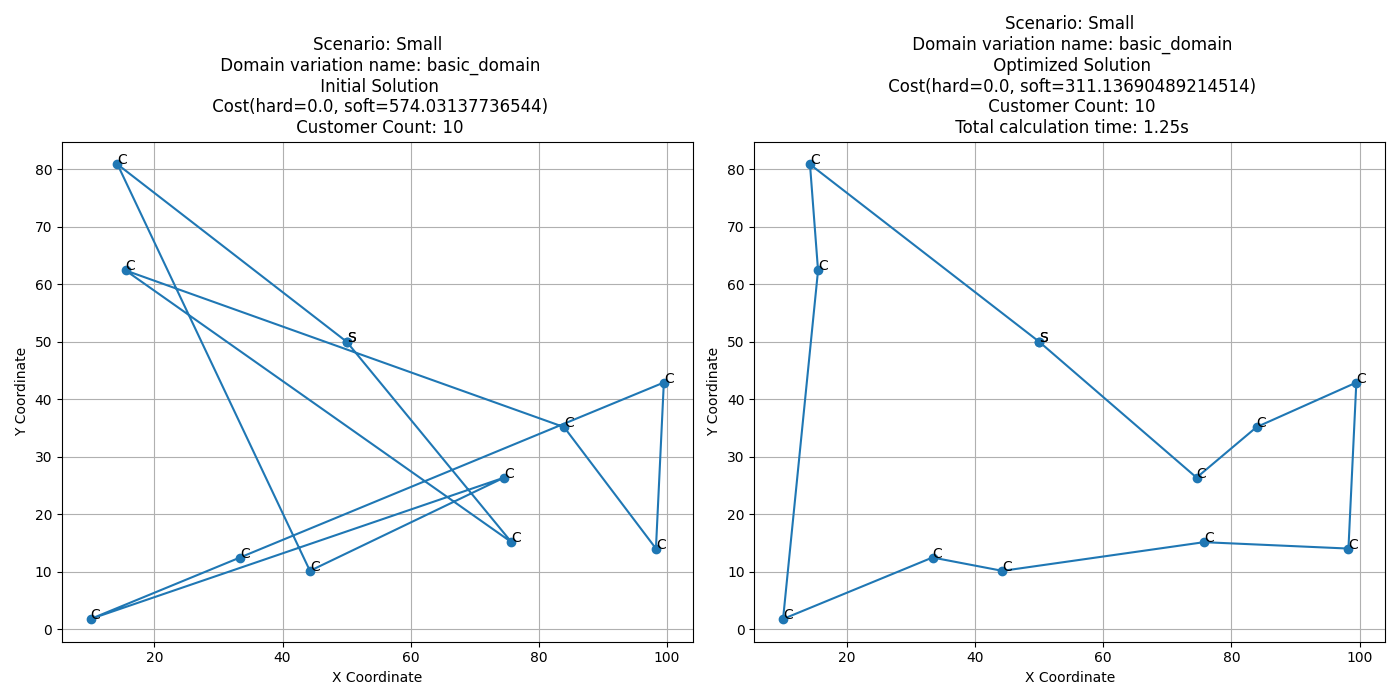 Scenario: Small
Domain variation name: basic_domain
Initial Solution
Cost(hard=0.0, soft=574.03137736544)
Customer Count: 10
80
70
60
50
40
30
20
10
0
Y Coordinate
C
C
S
C
C
C
C
C
C
C
C
20
40
60
80
100
X Coordinate
Scenario: Small
Domain variation name: basic_domain
Optimized Solution
Cost(hard=0.0, soft=311.13690489214514)
Customer Count: 10
Total calculation time: 1.25s
80
70
60
50
40
30
20
10
0
Y Coordinate
C
C
S
C
C
C
C
C
C
C
C
20
40
60
80
100
X Coordinate